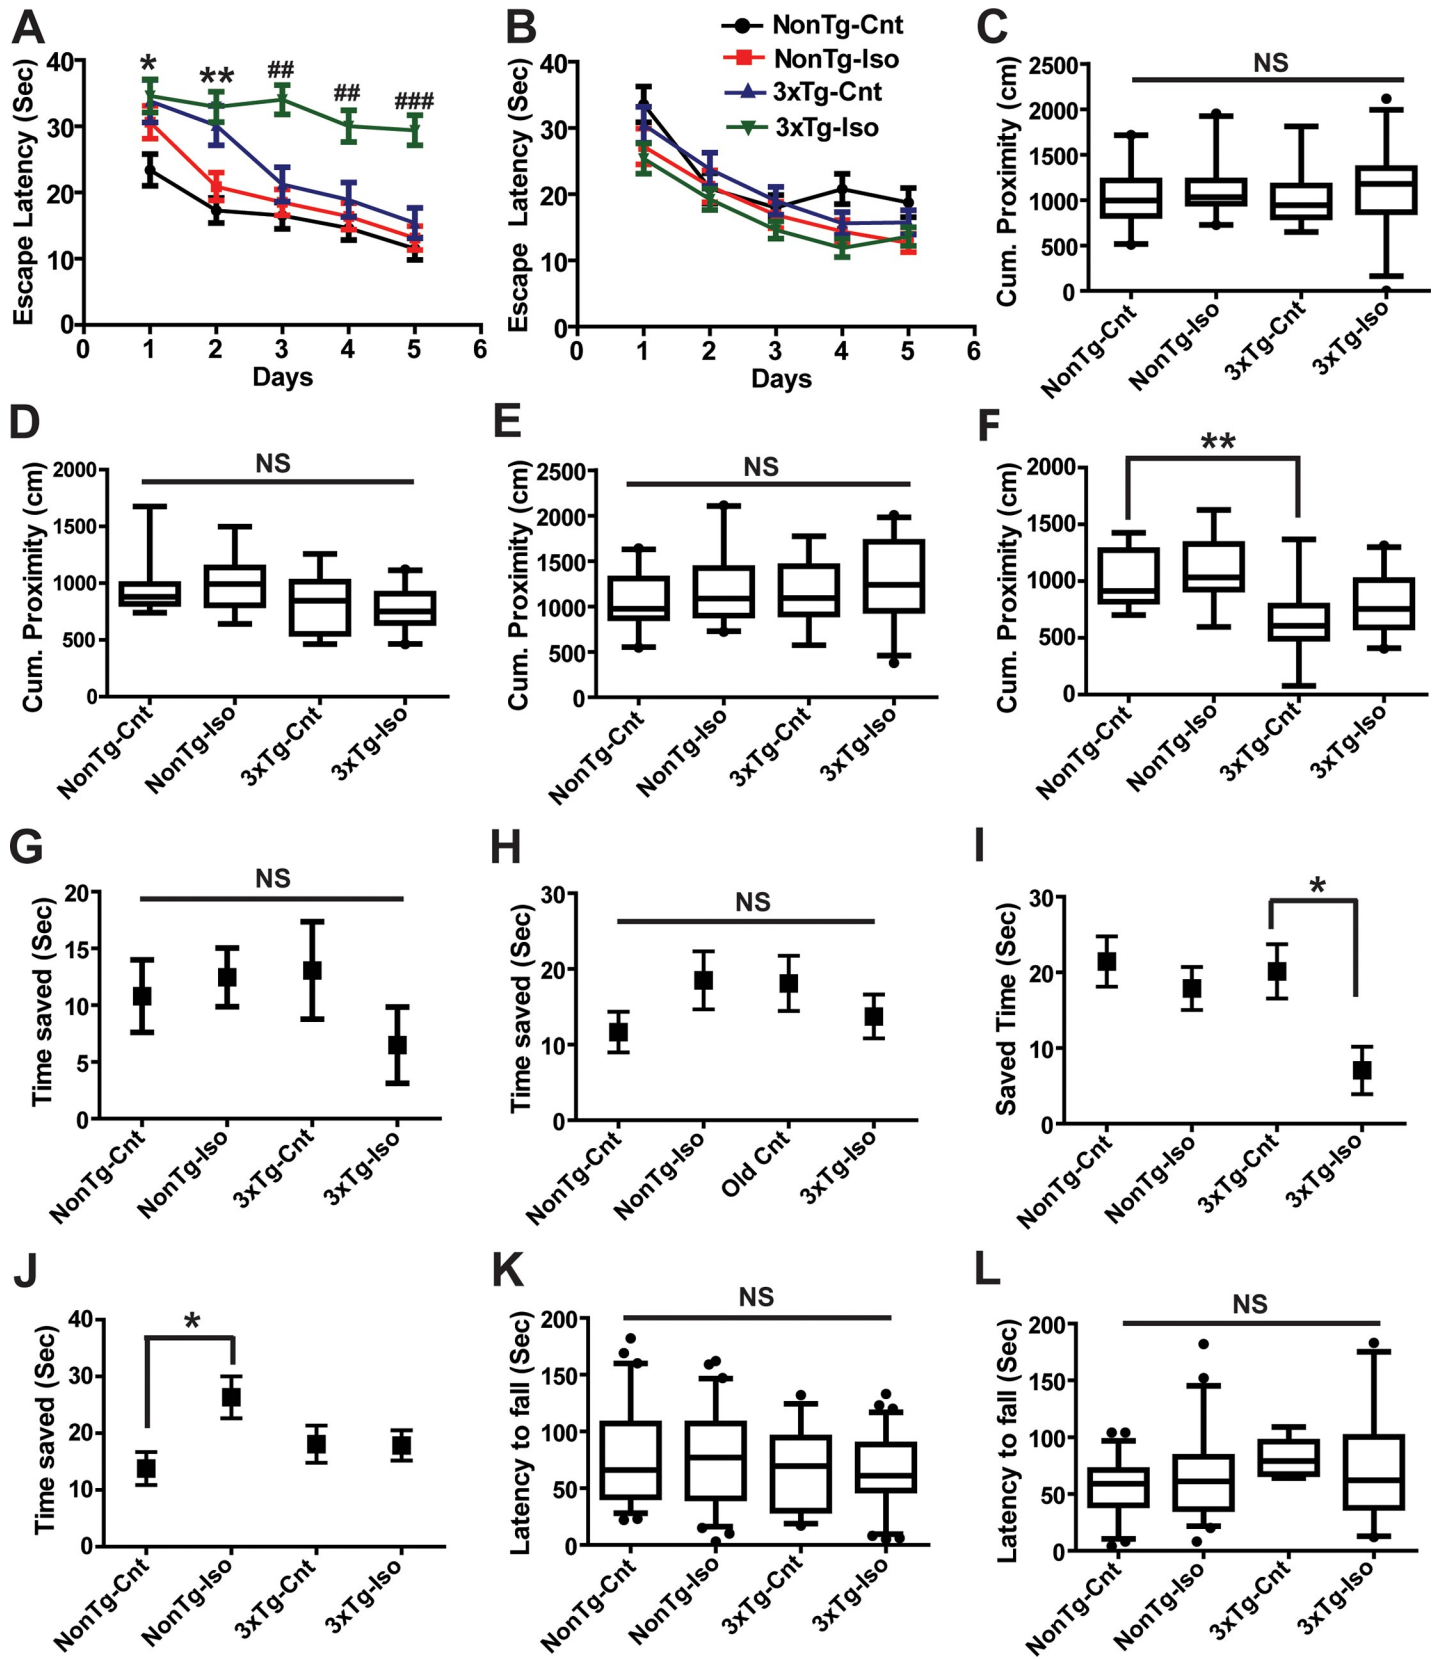 A
Escape Latency (Sec)
40
30
20
10
0
*
**
##
##
###
0 1 2 3 4 5 6
Days
B
Escape Latency (Sec)
40
30
20
10
0
NonTg-Cnt
NonTg-Iso
3xTg-Cnt
3xTg-Iso
0 1 2 3 4 5 6
Days
C
Cum. Proximity (cm)
2500
2000
1500
1000
500
0
NS
NonTg-Cnt
NonTg-Iso
3xTg-Cnt
3xTg-Iso
D
Cum. Proximity (cm)
2000
1500
1000
500
0
NS
NonTg-Cnt
NonTg-Iso
3xTg-Cnt
3xTg-Iso
E
Cum. Proximity (cm)
2500
2000
1500
1000
500
0
NS
NonTg-Cnt
NonTg-Iso
3xTg-Cnt
3xTg-Iso
F
Cum. Proximity (cm)
2000
1500
1000
500
0
**
NonTg-Cnt
NonTg-Iso
3xTg-Cnt
3xTg-Iso
G
Time saved (Sec)
20
15
10
5
0
NS
NonTg-Cnt
NonTg-Iso
3xTg-Cnt
3xTg-Iso
H
Time saved (Sec)
30
20
10
0
NS
NonTg-Cnt
NonTg-Iso
Old Cnt
3xTg-Iso
I
Saved Time (Sec)
30
20
10
0
*
NonTg-Cnt
NonTg-Iso
3xTg-Cnt
3xTg-Iso
J
Time saved (Sec)
40
30
20
10
0
*
NonTg-Cnt
NonTg-Iso
3xTg-Cnt
3xTg-Iso
K
Latency to fall (Sec)
200
150
100
50
0
NS
NonTg-Cnt
NonTg-Iso
3xTg-Cnt
3xTg-Iso
L
Latency to fall (Sec)
200
150
100
50
0
NS
NonTg-Cnt
NonTg-Iso
3xTg-Cnt
3xTg-Iso